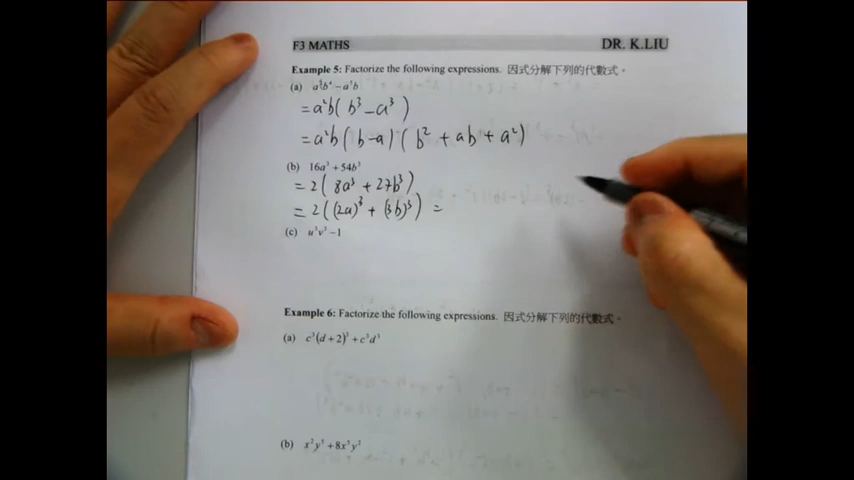 F3 MATHS DR. K.LIU
Example 5: Factorize the following expressions. 因式分解下列的代數式。
(a) a²b⁴ − a⁵b
= a²b ( b³ − a³ )
= a²b ( b − a ) ( b² + ab + a² )
(b) 16a³ + 54b³
= 2 ( 8a³ + 27b³ )
= 2 ( (2a)³ + (3b)³ ) =
(c) u³v³ − 1
Example 6: Factorize the following expressions. 因式分解下列的代數式。
(a) c³(d + 2)³ + c³d³
(b) x²y⁵ + 8x⁵y²